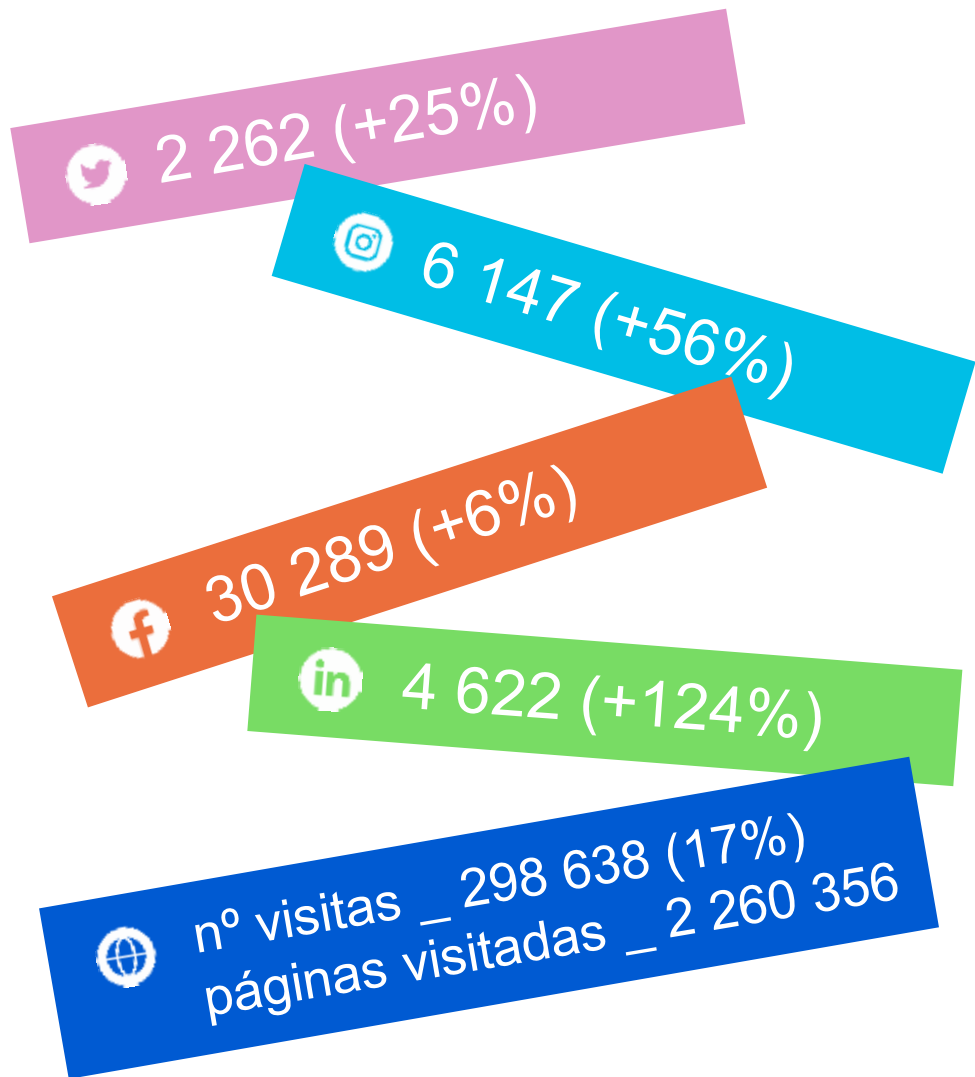 2 262 (+25%)
6 147 (+56%)
30 289 (+6%)
in 4 622 (+124%)
nº visitas _ 298 638 (17%)
páginas visitadas _ 2 260 356